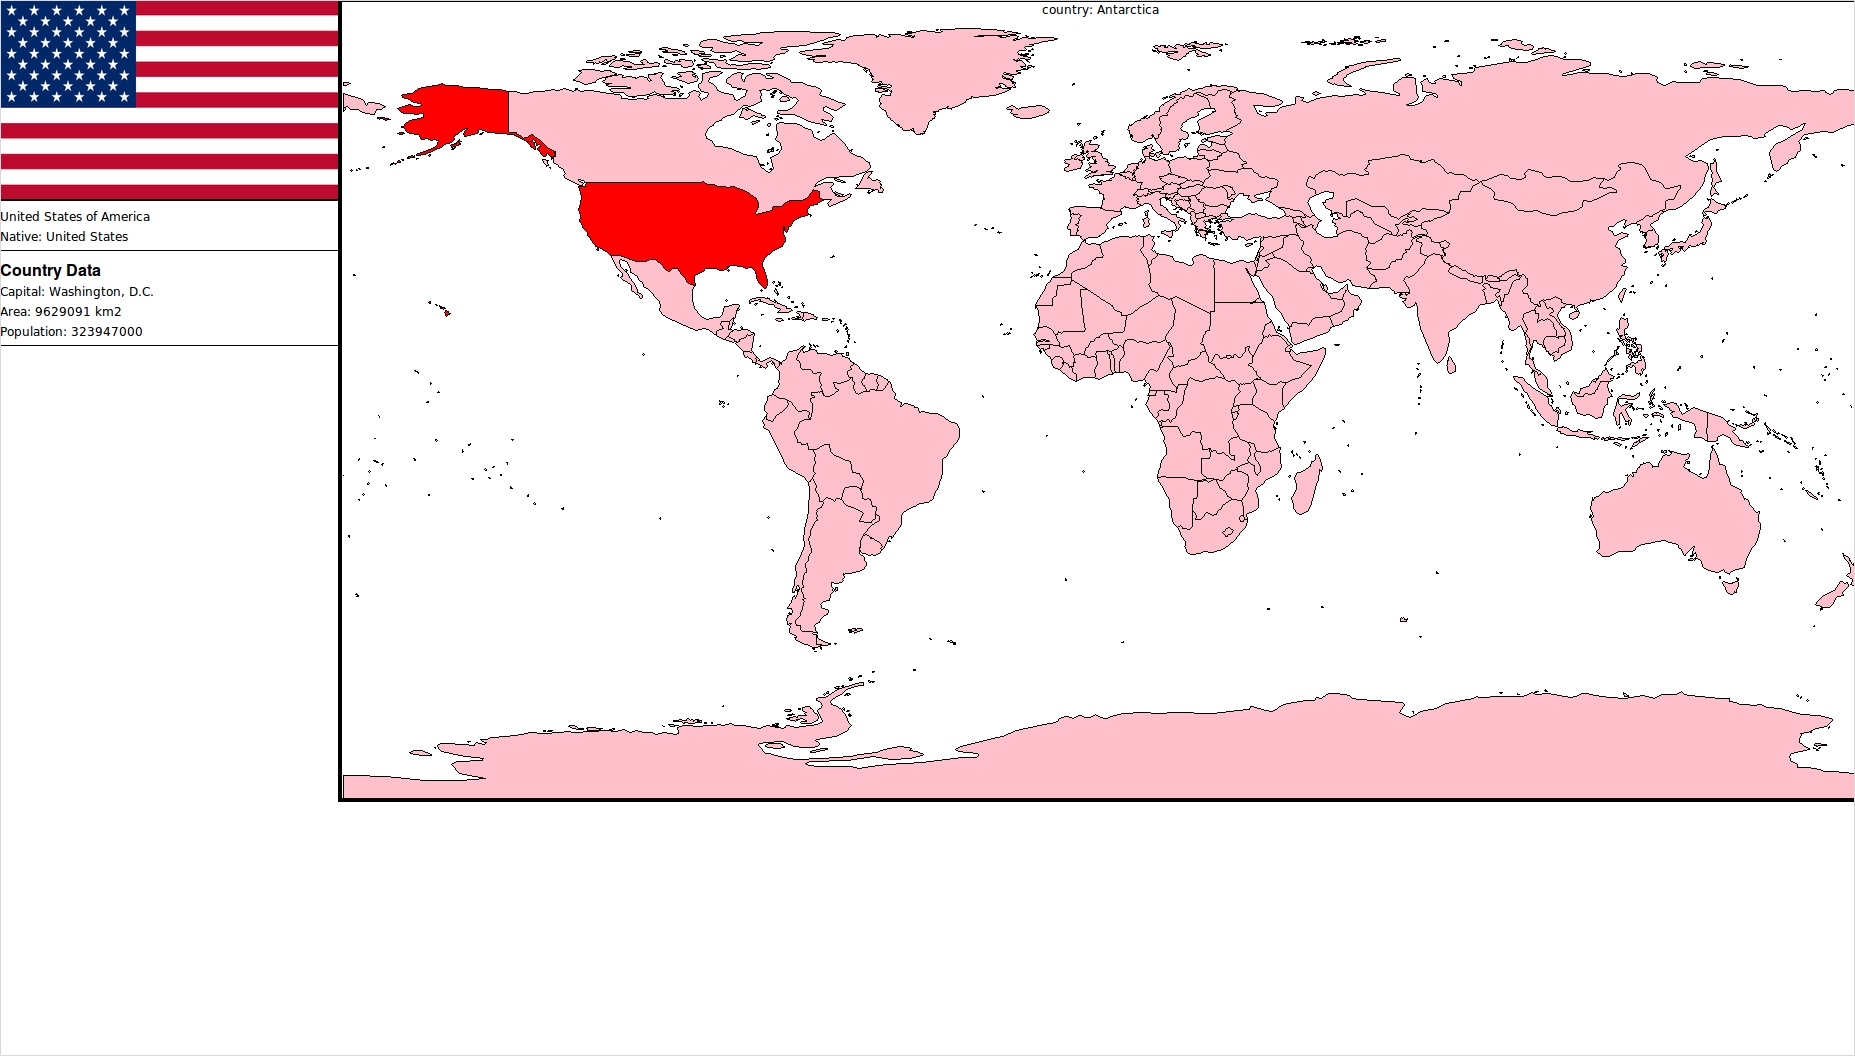 country: Antarctica
United States of America
Native: United States
Country Data
Capital: Washington, D.C.
Area: 9629091 km2
Population: 323947000